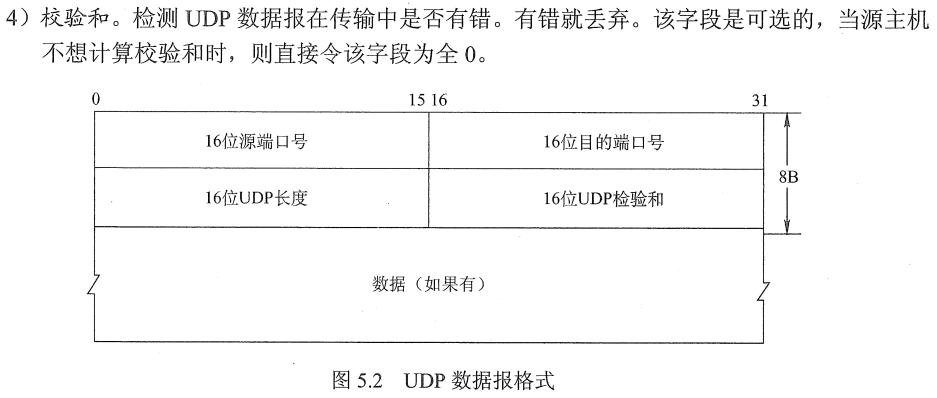 4）校验和。检测 UDP 数据报在传输中是否有错。有错就丢弃。该字段是可选的，当源主机
不想计算校验和时，则直接令该字段为全 0。
0 15 16 31
16位源端口号 16位目的端口号
8B
16位UDP长度 16位UDP检验和
数据（如果有）
图 5.2 UDP 数据报格式